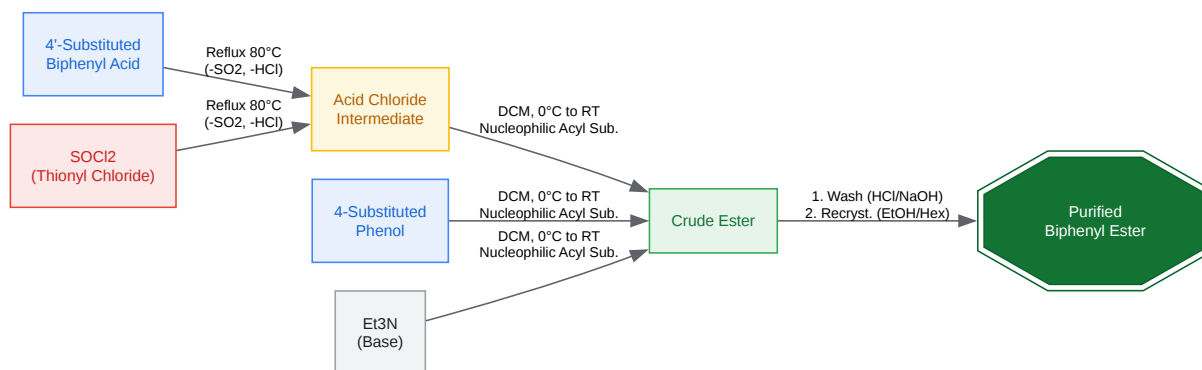 4'-Substituted
Biphenyl Acid
Reflux 80°C
(-SO2, -HCl)
Reflux 80°C
(-SO2, -HCl)
SOCl2
(Thionyl Chloride)
Acid Chloride
Intermediate
DCM, 0°C to RT
Nucleophilic Acyl Sub.
4-Substituted
Phenol
DCM, 0°C to RT
Nucleophilic Acyl Sub.
DCM, 0°C to RT
Nucleophilic Acyl Sub.
Et3N
(Base)
Crude Ester
1. Wash (HCl/NaOH)
2. Recryst. (EtOH/Hex)
Purified
Biphenyl Ester